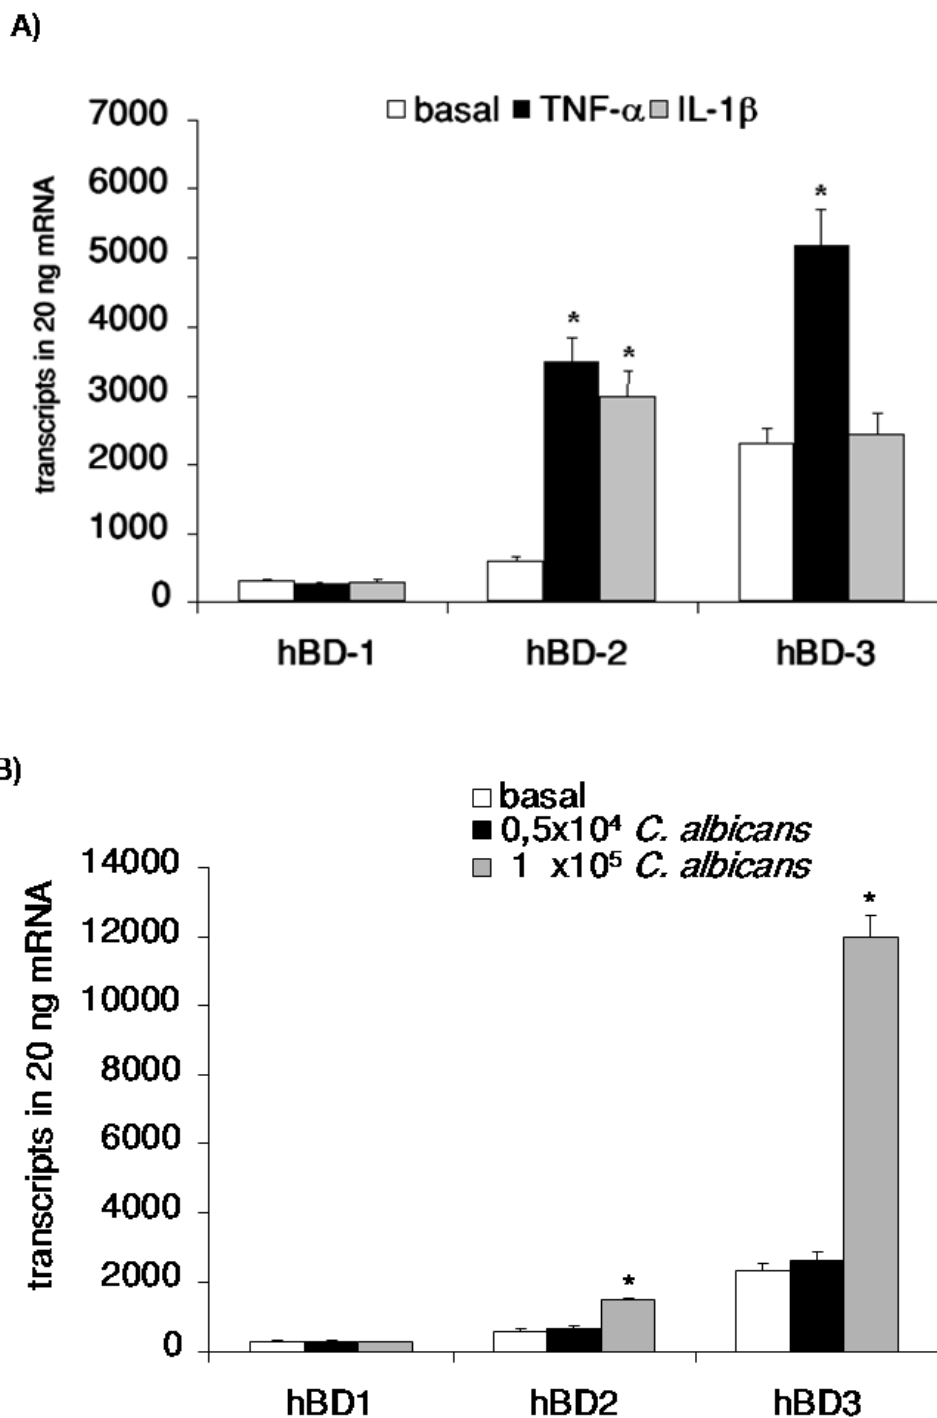 A)
basal TNF-α IL-1β
7000
6000
5000
4000
3000
2000
1000
0
transcripts in 20 ng mRNA
*
*
*
hBD-1 hBD-2 hBD-3
B)
basal
0,5x10⁴ C. albicans
1 x10⁵ C. albicans
14000
12000
10000
8000
6000
4000
2000
0
transcripts in 20 ng mRNA
*
*
hBD1 hBD2 hBD3